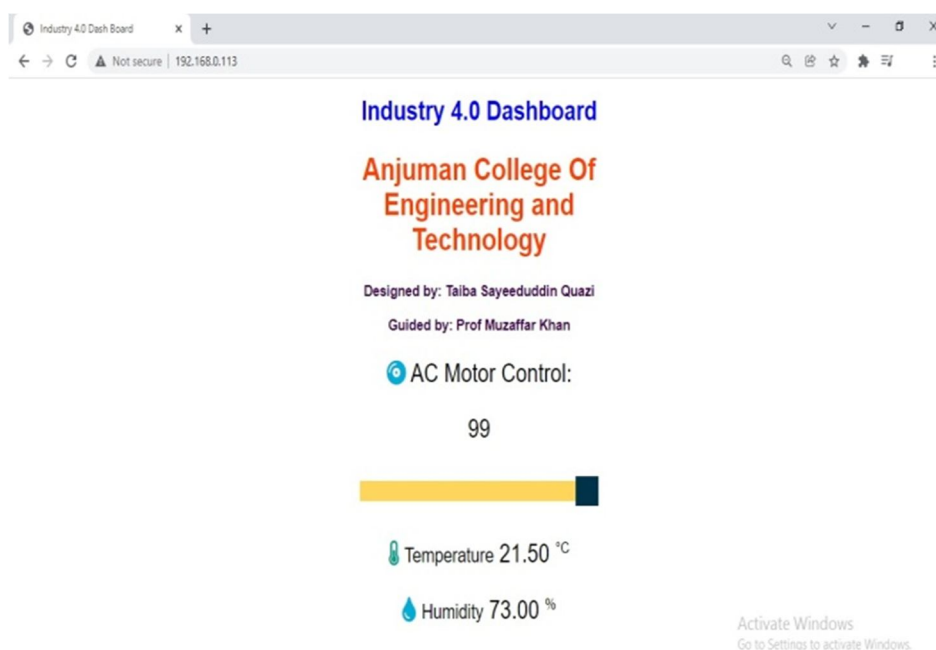 Industry 4.0 Dash Board
Not secure
192.168.0.113
Industry 4.0 Dashboard
Anjuman College Of
Engineering and
Technology
Designed by: Taiba Sayeeduddin Quazi
Guided by: Prof Muzaffar Khan
AC Motor Control:
99
Temperature 21.50 °C
Humidity 73.00 %
Activate Windows
Go to Settings to activate Windows.